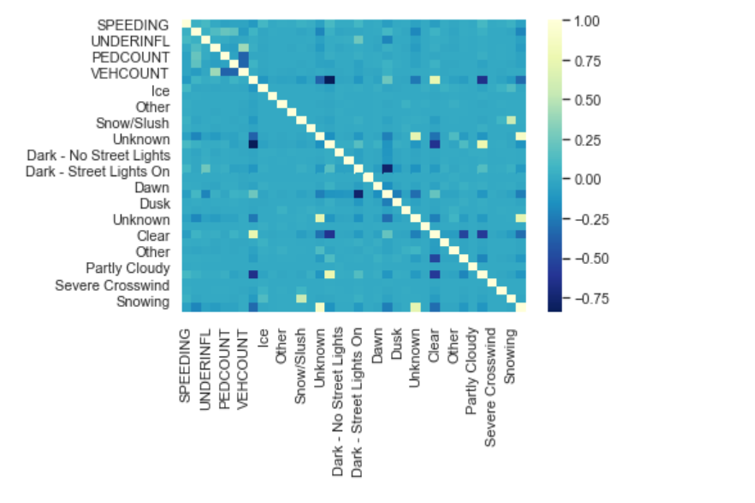 SPEEDING
UNDERINFL
PEDCOUNT
VEHCOUNT
Ice
Other
Snow/Slush
Unknown
Dark - No Street Lights
Dark - Street Lights On
Dawn
Dusk
Unknown
Clear
Other
Partly Cloudy
Severe Crosswind
Snowing
SPEEDING
UNDERINFL
PEDCOUNT
VEHCOUNT
Ice
Other
Snow/Slush
Unknown
Dark - No Street Lights
Dark - Street Lights On
Dawn
Dusk
Unknown
Clear
Other
Partly Cloudy
Severe Crosswind
Snowing
1.00
0.75
0.50
0.25
0.00
−0.25
−0.50
−0.75